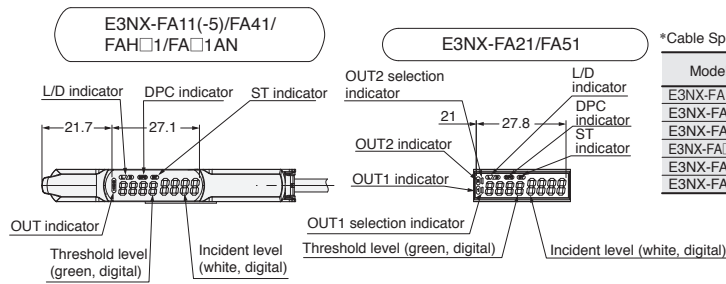 E3NX-FA11(-5)/FA41/
FAH□1/FA□1AN
L/D indicator
DPC indicator
ST indicator
21.7
27.1
OUT indicator
Threshold level
(green, digital)
Incident level
(white, digital)
E3NX-FA21/FA51
OUT2 selection
indicator
L/D
indicator
21
27.8
DPC
indicator
ST
indicator
OUT2 indicator
OUT1 indicator
OUT1 selection indicator
Threshold level (green, digital)
Incident level (white, digital)
*Cable Sp
Mode
E3NX-FA
E3NX-FA
E3NX-FA
E3NX-FA□
E3NX-FA
E3NX-FA